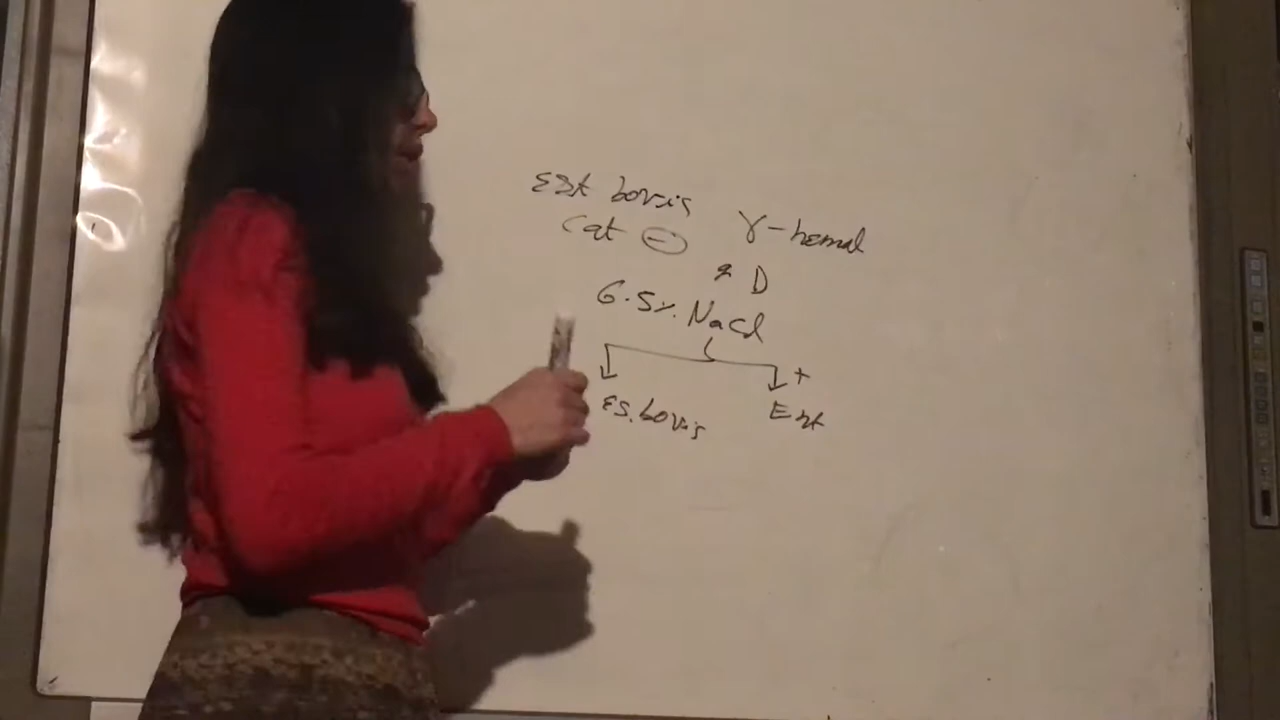 Est bovis
Cat ⊖ γ-hemol
D
6.5%. NaCl
+
Es. bovis Ent